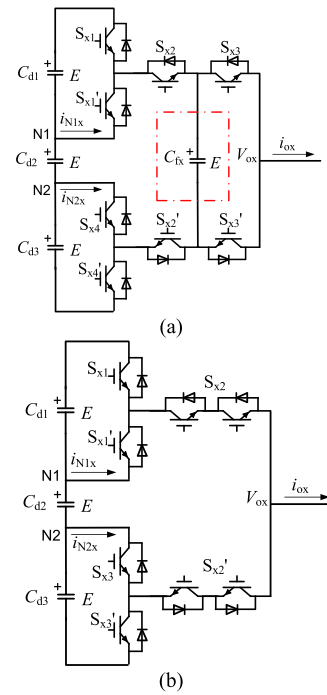 Sx1
Sx2
Sx3
Cd1
+
E
Sx1'
N1
iN1x
Cd2
+
E
Cfx
+
E
Vox
iox
N2
iN2x
Sx4
Sx2'
Sx3'
Cd3
+
E
Sx4'
(a)
Sx1
Sx2
Cd1
+
E
Sx1'
N1
iN1x
Cd2
+
E
Vox
iox
N2
iN2x
Sx3
Sx2'
Cd3
+
E
Sx3'
(b)